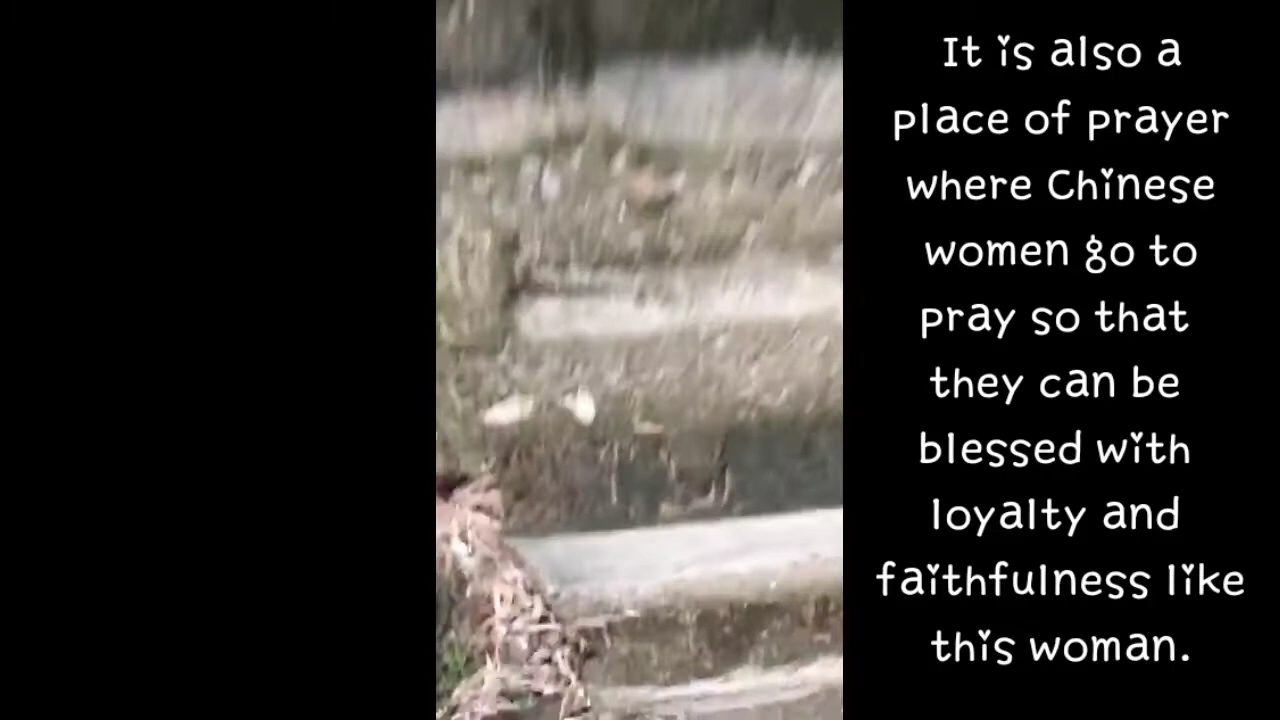 It is also a
place of prayer
where Chinese
women go to
pray so that
they can be
blessed with
loyalty and
faithfulness like
this woman.